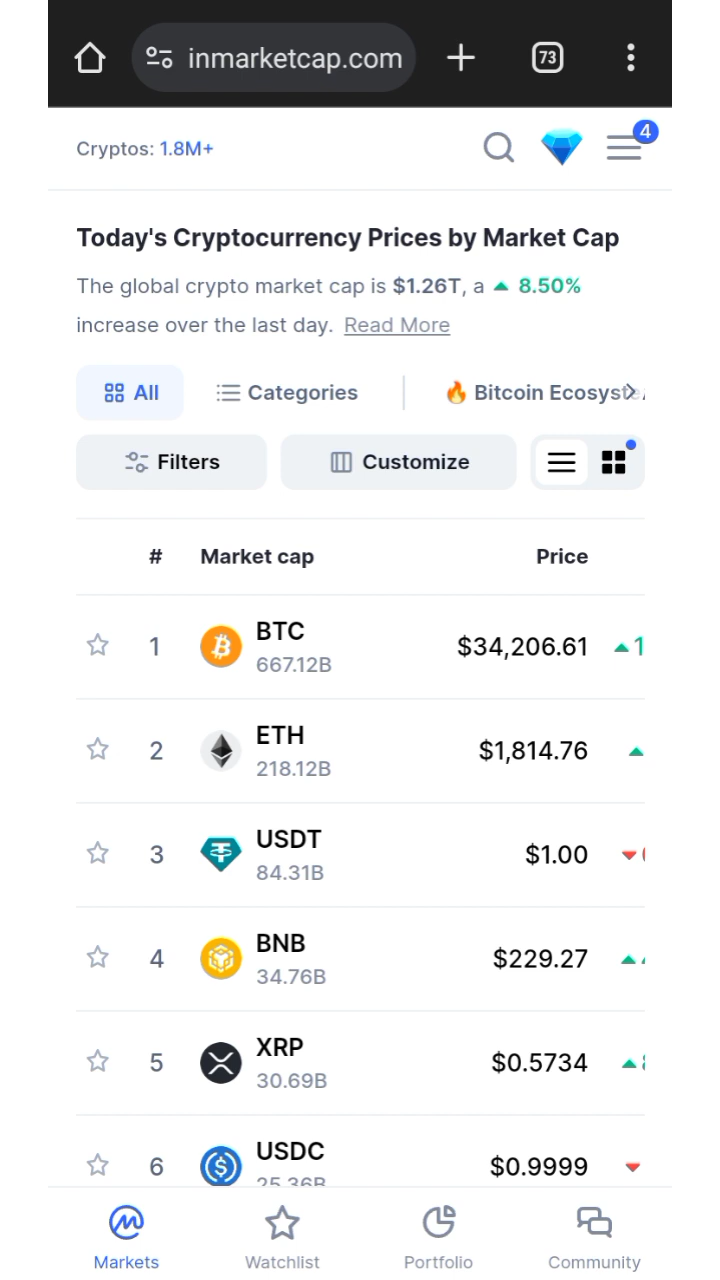 inmarketcap.com
73
Cryptos: 1.8M+
4
Today's Cryptocurrency Prices by Market Cap
The global crypto market cap is $1.26T, a 8.50%
increase over the last day. Read More
All Categories Bitcoin
Filters Customize
# Market cap Price
1 BTC $34,206.61
667.12B
2 ETH $1,814.76
218.12B
3 USDT $1.00
84.31B
4 BNB $229.27
34.76B
5 XRP $0.5734
30.69B
6 USDC $0.9999
25.36B
Markets Watchlist Portfolio Community